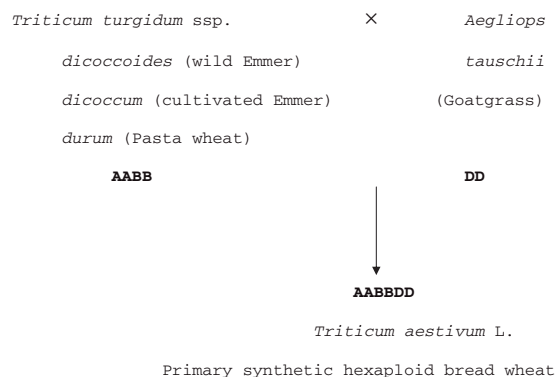 Triticum turgidum ssp. × Aegliops
dicoccoides (wild Emmer) tauschii
dicoccum (cultivated Emmer) (Goatgrass)
durum (Pasta wheat)
AABB DD
AABBDD
Triticum aestivum L.
Primary synthetic hexaploid bread wheat